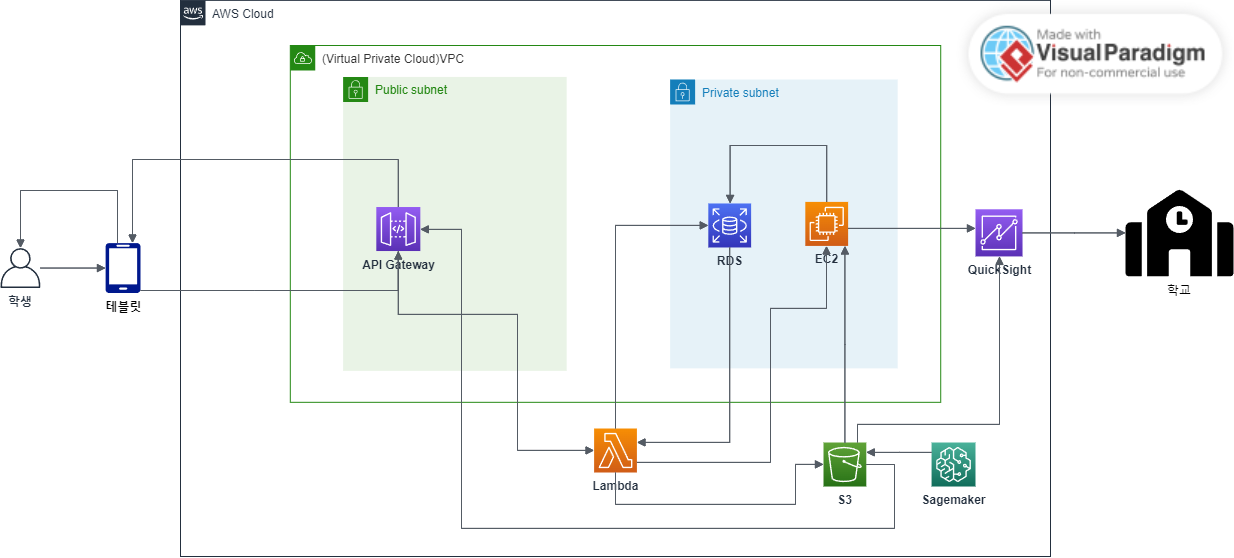 aws
AWS Cloud
Made with
Visual Paradigm
For non-commercial use
(Virtual Private Cloud)VPC
Public subnet
Private subnet
API Gateway
RDS
EC2
QuickSight
학생
테블릿
학교
Lambda
S3
Sagemaker